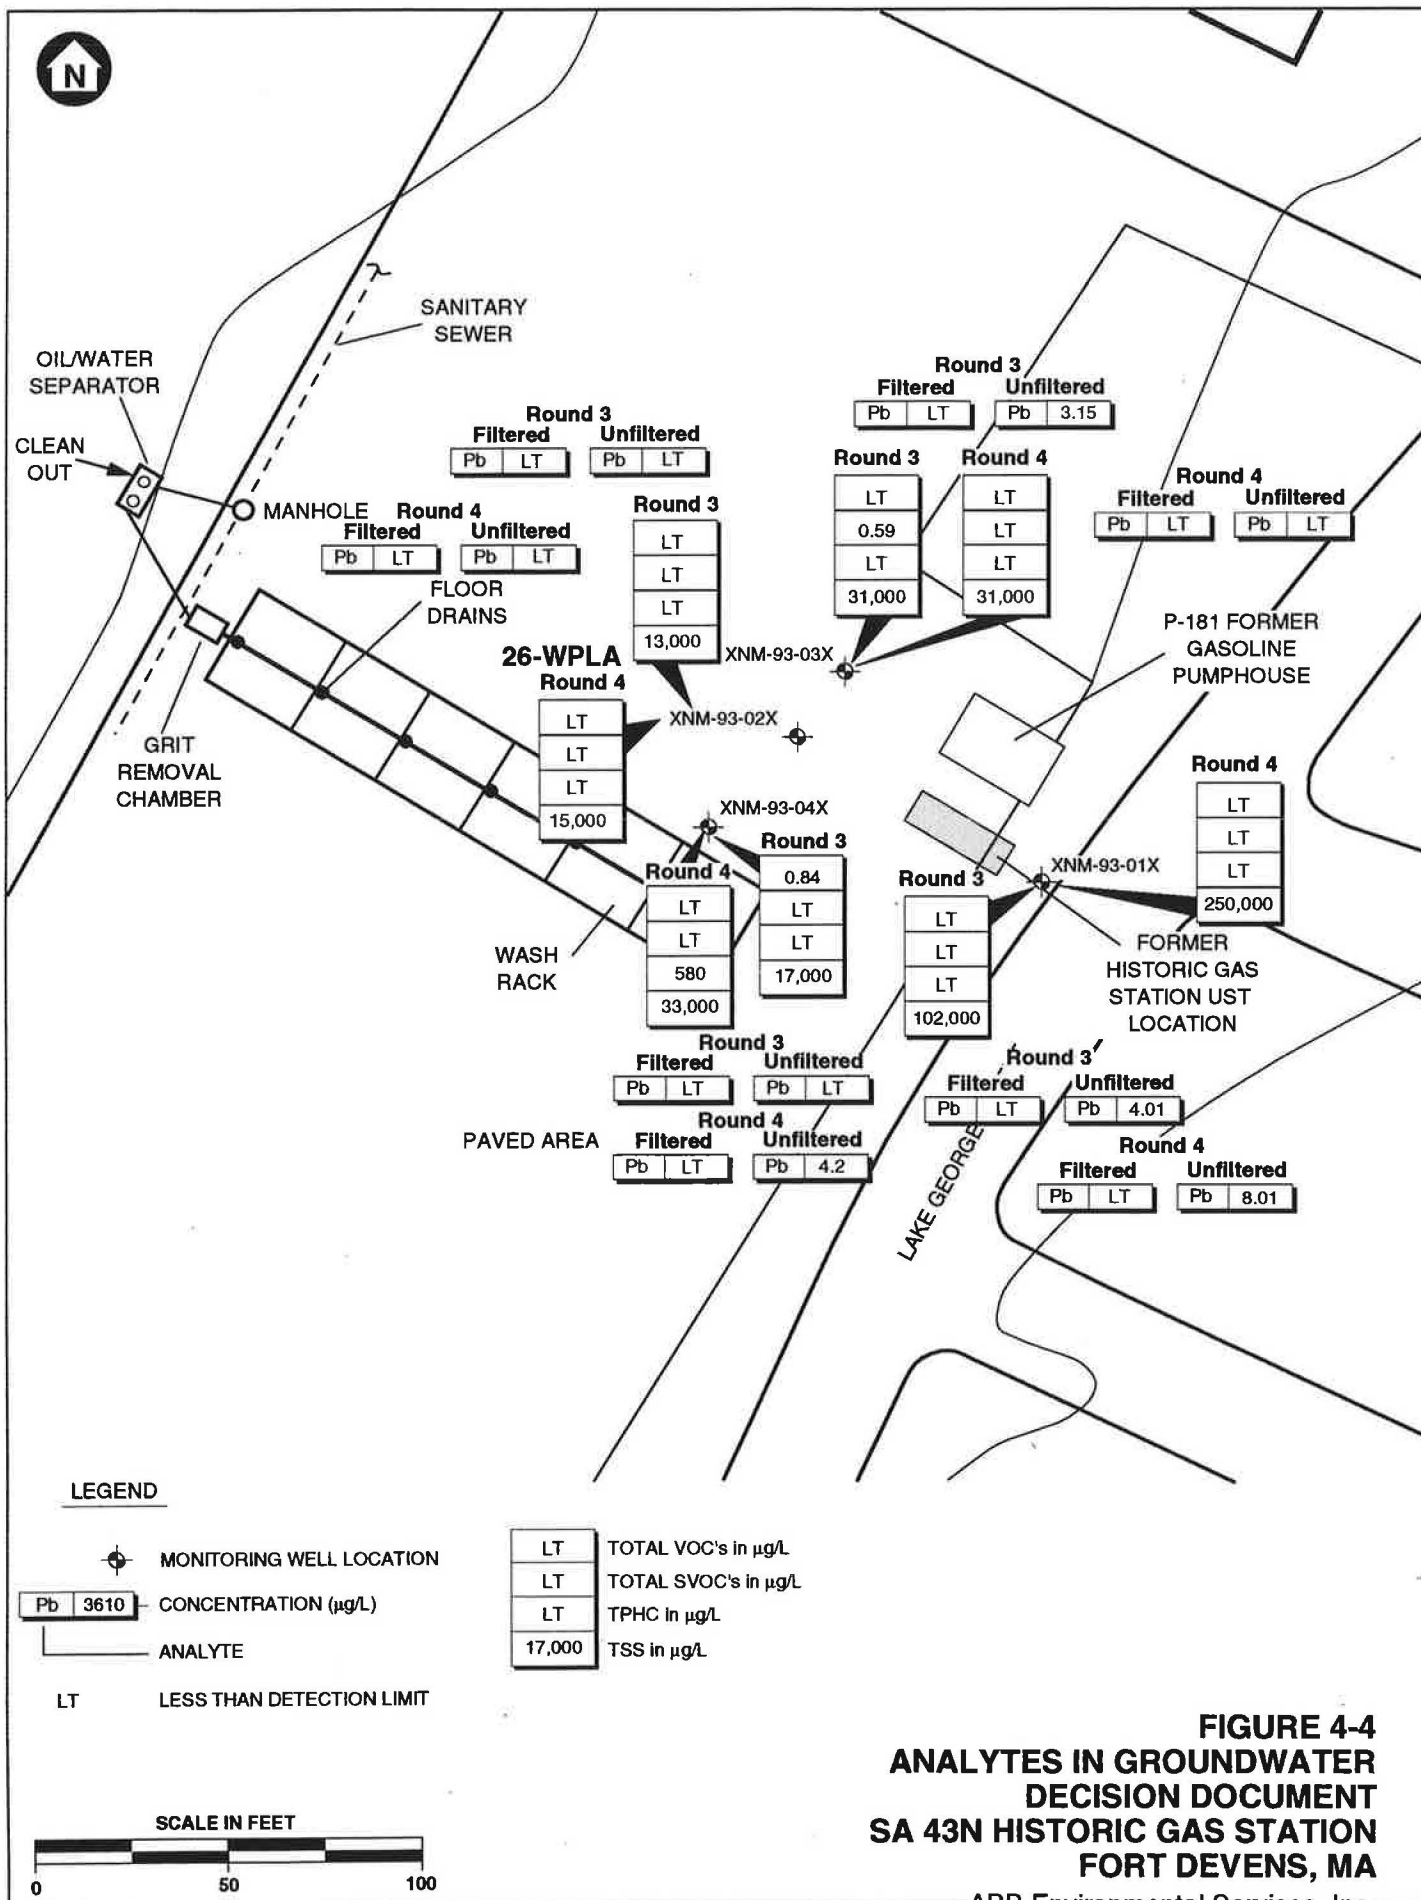 N
SANITARY
SEWER
OIL/WATER
SEPARATOR
CLEAN
OUT
MANHOLE
Round 3
Filtered Unfiltered
Pb LT Pb LT
Round 4
Filtered Unfiltered
Pb LT Pb LT
FLOOR
DRAINS
Round 3
LT
LT
LT
13,000
Round 3
Filtered Unfiltered
Pb LT Pb 3.15
Round 3
LT
0.59
LT
31,000
Round 4
LT
LT
LT
31,000
Round 4
Filtered Unfiltered
Pb LT Pb LT
P-181 FORMER
GASOLINE
PUMPHOUSE
XNM-93-03X
26-WPLA
Round 4
LT
LT
LT
15,000
XNM-93-02X
GRIT
REMOVAL
CHAMBER
XNM-93-04X
Round 4
LT
LT
580
33,000
Round 3
0.84
LT
LT
17,000
WASH
RACK
Round 3
LT
LT
LT
102,000
XNM-93-01X
Round 4
LT
LT
LT
250,000
FORMER
HISTORIC GAS
STATION UST
LOCATION
Round 3
Filtered Unfiltered
Pb LT Pb LT
Round 4
Filtered Unfiltered
Pb LT Pb 4.2
PAVED AREA
Round 3
Filtered Unfiltered
Pb LT Pb 4.01
Round 4
Filtered Unfiltered
Pb LT Pb 8.01
LAKE GEORGE
LEGEND
MONITORING WELL LOCATION
Pb 3610 CONCENTRATION (µg/L)
ANALYTE
LT LESS THAN DETECTION LIMIT
LT TOTAL VOC's in µg/L
LT TOTAL SVOC's in µg/L
LT TPHC in µg/L
17,000 TSS in µg/L
SCALE IN FEET
0 50 100
FIGURE 4-4
ANALYTES IN GROUNDWATER
DECISION DOCUMENT
SA 43N HISTORIC GAS STATION
FORT DEVENS, MA
ABB Environmental Services, Inc.